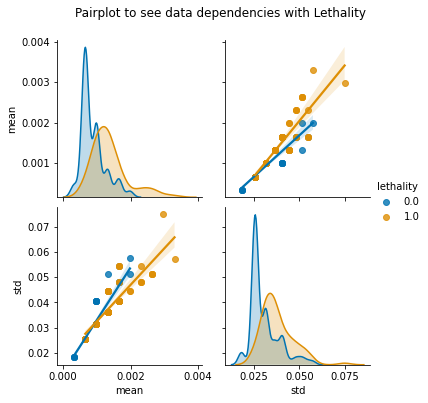 Pairplot to see data dependencies with Lethality
0.004
0.003
0.002
0.001
mean
lethality
0.0
1.0
0.07
0.06
0.05
0.04
0.03
0.02
std
0.000 0.002 0.004
mean
0.025 0.050 0.075
std